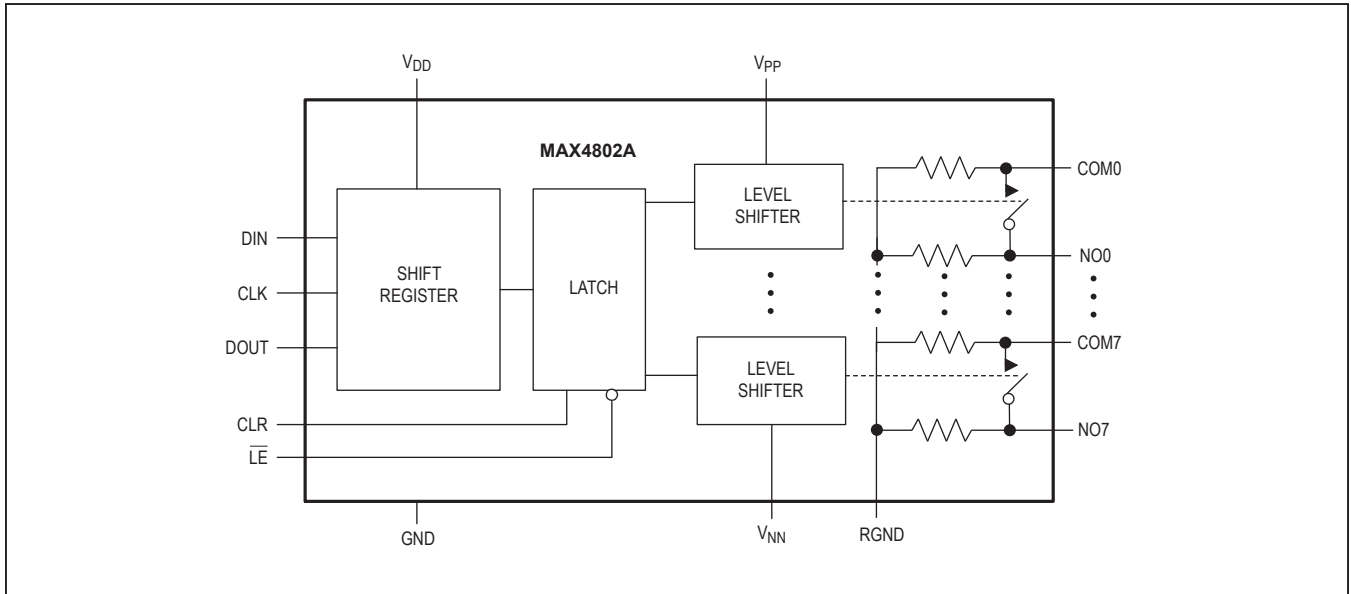 VDD
VPP
MAX4802A
COM0
LEVEL
SHIFTER
DIN
NO0
SHIFT
REGISTER
LATCH
CLK
DOUT
COM7
LEVEL
SHIFTER
CLR
NO7
L̅E̅
GND
VNN
RGND